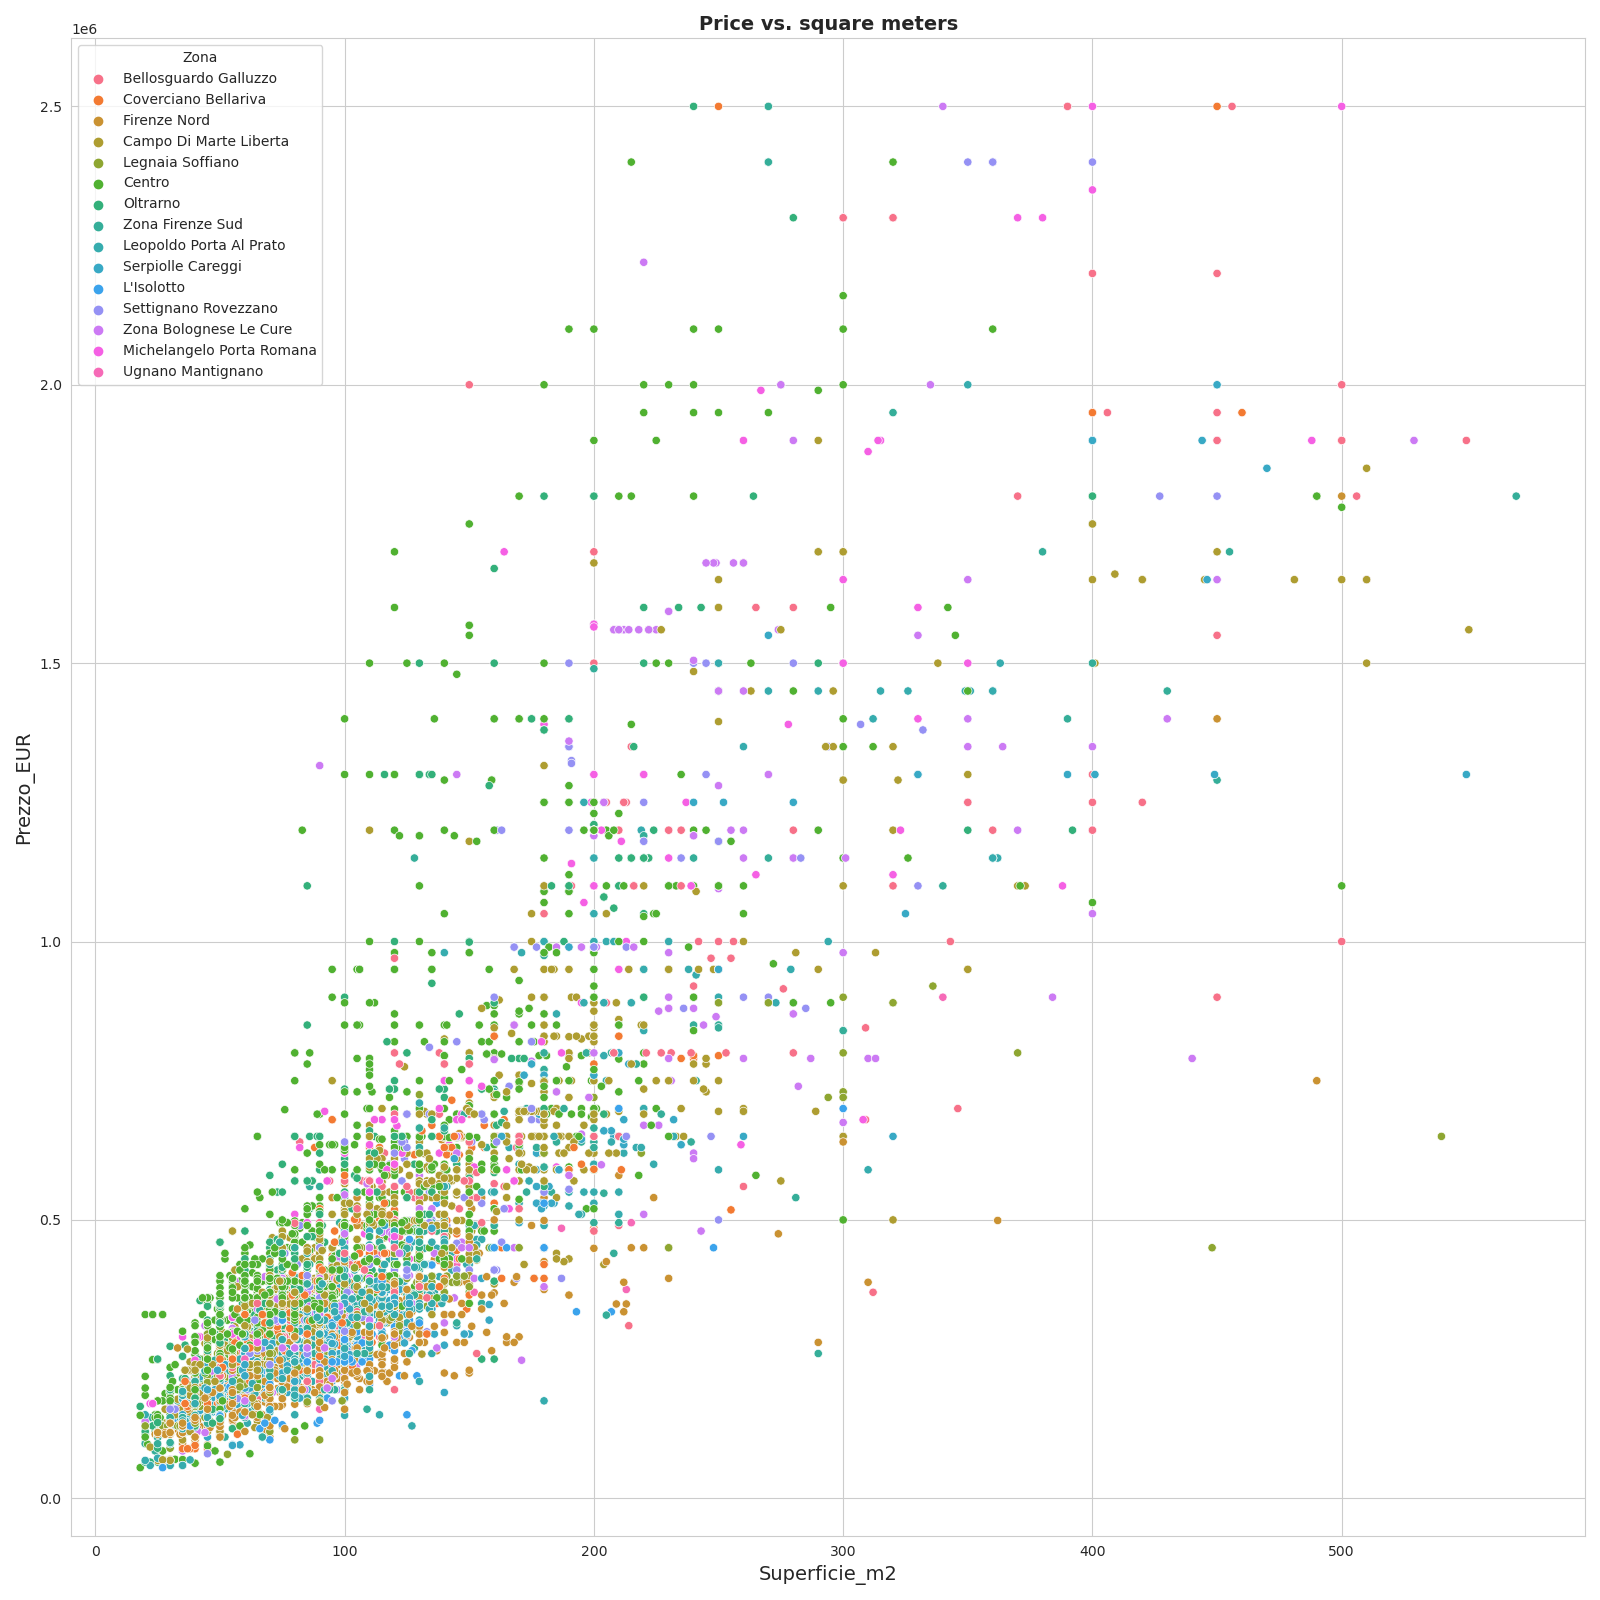 Price vs. square meters
1e6
Zona
Bellosguardo Galluzzo
Coverciano Bellariva
Firenze Nord
Campo Di Marte Liberta
Legnaia Soffiano
Centro
Oltrarno
Zona Firenze Sud
Leopoldo Porta Al Prato
Serpiolle Careggi
L'Isolotto
Settignano Rovezzano
Zona Bolognese Le Cure
Michelangelo Porta Romana
Ugnano Mantignano
2.5
2.0
1.5
1.0
0.5
0.0
Prezzo_EUR
0 100 200 300 400 500
Superficie_m2